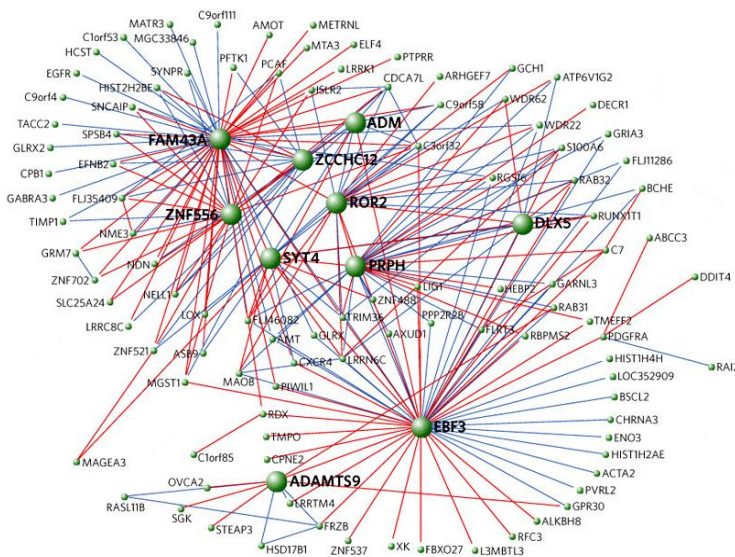 C9orf111
MATR3
C1orf53
MGC33846
AMOT
METRNL
HCST
MTA3
ELF4
PFTK1
PCAF
PTPRR
EGFR
SYNPR
LRRK1
GCH1
HIST2H2BE
ISLR2
CDCA7L
ARHGEF7
ATP6V1G2
C9orf4
SNCAIP
C9orf58
WDR62
DECR1
TACC2
SPSB4
FAM43A
ADM
WDR22
GRIA3
GLRX2
C3orf32
S100A6
EFNB2
ZCCHC12
FLJ11286
CPB1
RGS16
RAB32
BCHE
GABRA3
FLJ35409
ROR2
TIMP1
ZNF556
DLX5
RUNX1T1
NME3
ABCC3
GRM7
C7
NDN
SYT4
PRPH
DDIT4
ZNF702
LIG1
HEBP2
GARNL3
SLC25A24
NELL1
ZNF488
RAB31
LRRC8C
LOX
FLJ46082
TRIM36
PPP2R2B
TMEFF2
AMT
GLRX
AXUD1
FLRT3
RBPMS2
PDGFRA
ZNF521
ASB9
CXCR4
LRRN6C
HIST1H4H
MGST1
MAOB
PIWIL1
LOC352909
RAI2
BSCL2
RDX
EBF3
CHRNA3
TMPO
ENO3
C1orf85
HIST1H2AE
MAGEA3
CPNE2
ACTA2
OVCA2
ADAMTS9
PVRL2
RASL11B
LRRTM4
GPR30
SGK
STEAP3
FRZB
ALKBH8
HSD17B1
ZNF537
XK
FBXO27
L3MBTL3
RFC3